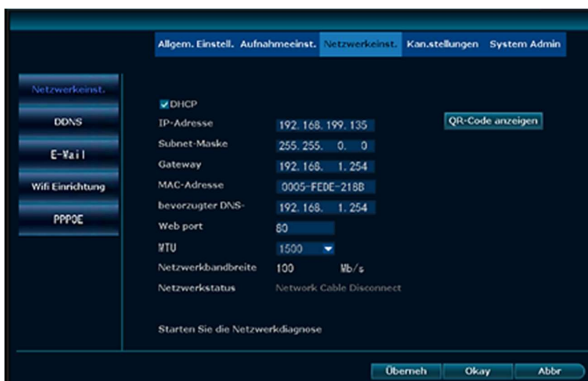 Allgem. Einstell. Aufnahmeeinst. Netzwerkeinst. Kan.stellungen System Admin
Netzwerkeinst.
DDNS
E-Mail
Wifi Einrichtung
PPPOE
DHCP
IP-Adresse 192.168.199.135
QR-Code anzeigen
Subnet-Maske 255.255. 0. 0
Gateway 192.168. 1.254
MAC-Adresse 0005-FEDE-218B
bevorzugter DNS- 192.168. 1.254
Web port 80
MTU 1500
Netzwerkbandbreite 100 Mb/s
Netzwerkstatus Network Cable Disconnect
Starten Sie die Netzwerkdiagnose
Überneh Okay Abbr